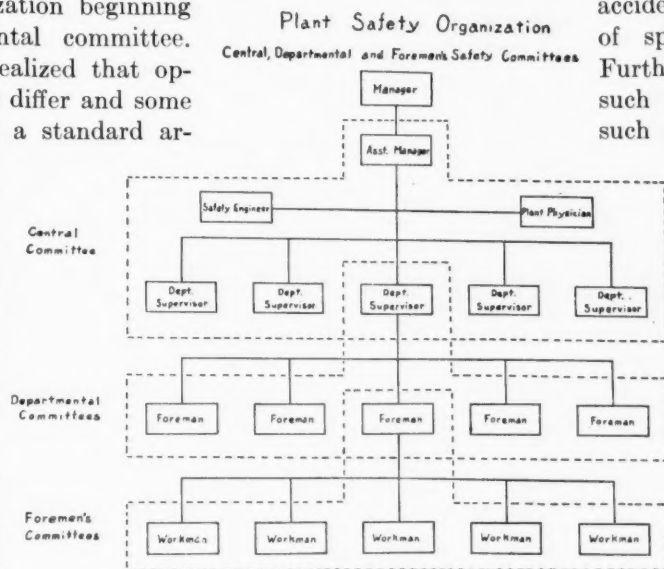 zation beginning
ental committee.
ealized that op-
differ and some
a standard ar-
accide
of sp
Furth
such
such
Plant Safety Organization
Central, Departmental and Foremen's Safety Committees
Manager
Asst. Manager
Safety Engineer
Plant Physician
Central
Committee
Dept.
Supervisor
Dept.
Supervisor
Dept.
Supervisor
Dept.
Supervisor
Dept.
Supervisor
Departmental
Committees
Foreman
Foreman
Foreman
Foreman
Foreman
Foremen's
Committees
Workman
Workman
Workman
Workman
Workman